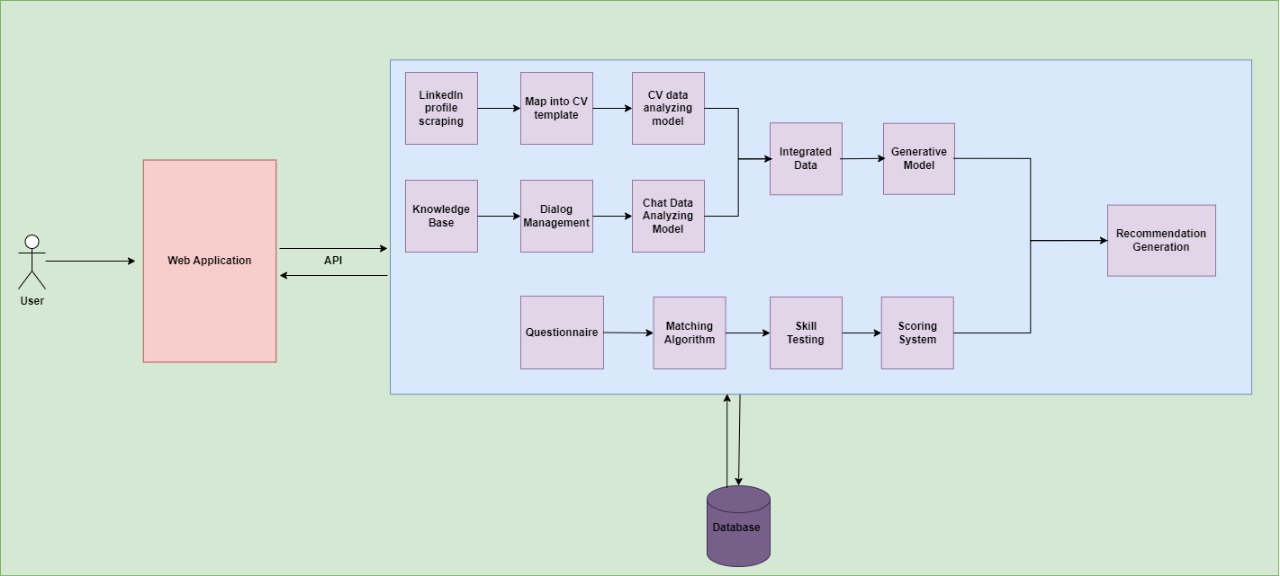 LinkedIn
profile
scraping
Map into CV
template
CV data
analyzing
model
Integrated
Data
Generative
Model
Knowledge
Base
Dialog
Management
Chat Data
Analyzing
Model
Recommendation
Generation
User
Web Application
API
Questionnaire
Matching
Algorithm
Skill
Testing
Scoring
System
Database